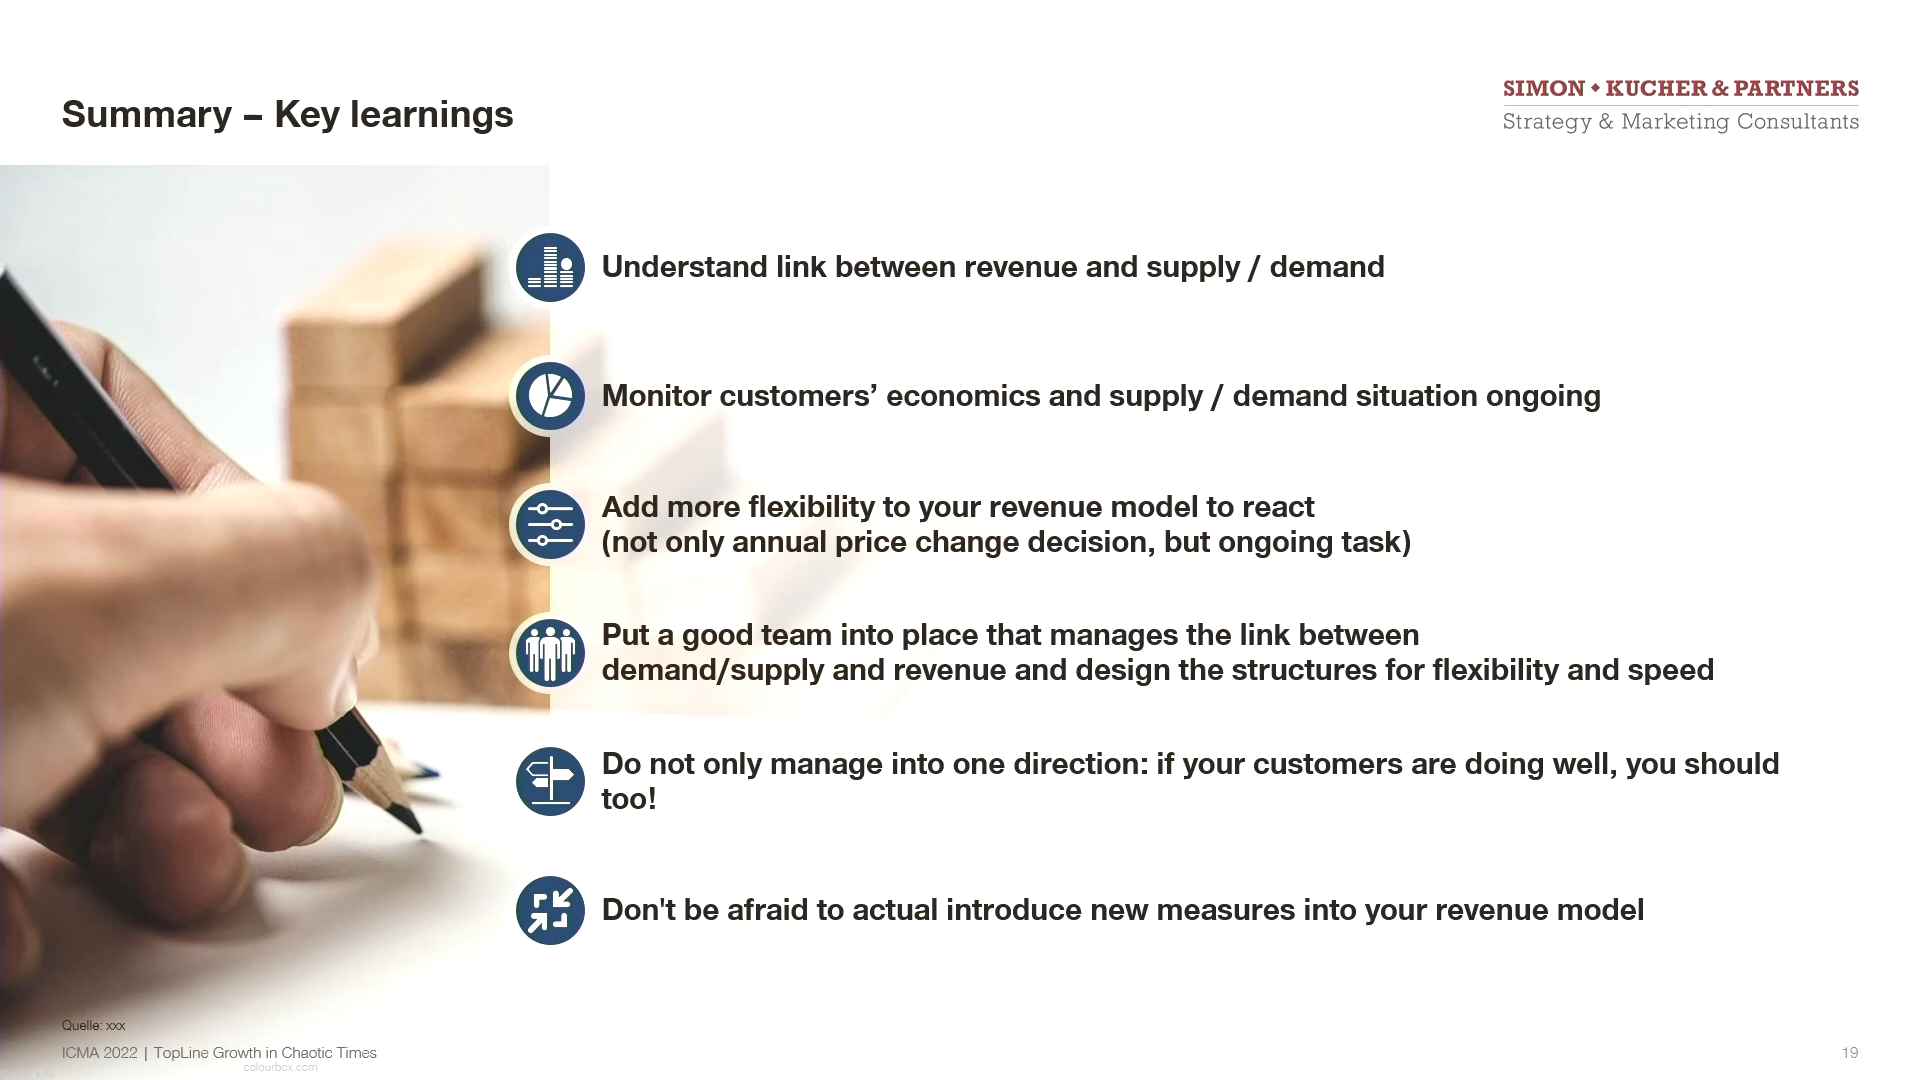 Summary – Key learnings
SIMON • KUCHER & PARTNERS
Strategy & Marketing Consultants
Understand link between revenue and supply / demand
Monitor customers’ economics and supply / demand situation ongoing
Add more flexibility to your revenue model to react
(not only annual price change decision, but ongoing task)
Put a good team into place that manages the link between
demand/supply and revenue and design the structures for flexibility and speed
Do not only manage into one direction: if your customers are doing well, you should
too!
Don't be afraid to actual introduce new measures into your revenue model
Quelle: xxx
ICMA 2022 | TopLine Growth in Chaotic Times
colourbox.com
19